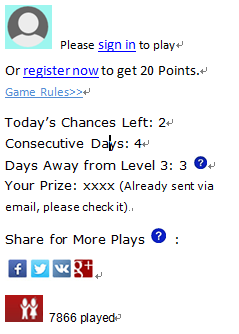 Please sign in to play
Or register now to get 20 Points.
Game Rules>>
Today's Chances Left: 2
Consecutive Days: 4
Days Away from Level 3: 3 ?
Your Prize: xxxx (Already sent via
email, please check it).
Share for More Plays ? :
f VK g+
7866 played